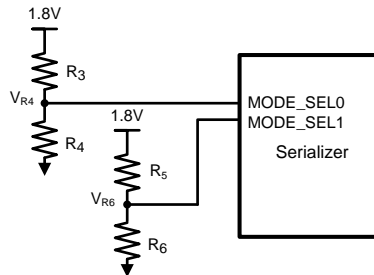 1.8V
R3
VR4
R4
1.8V
R5
VR6
R6
MODE_SEL0
MODE_SEL1
Serializer